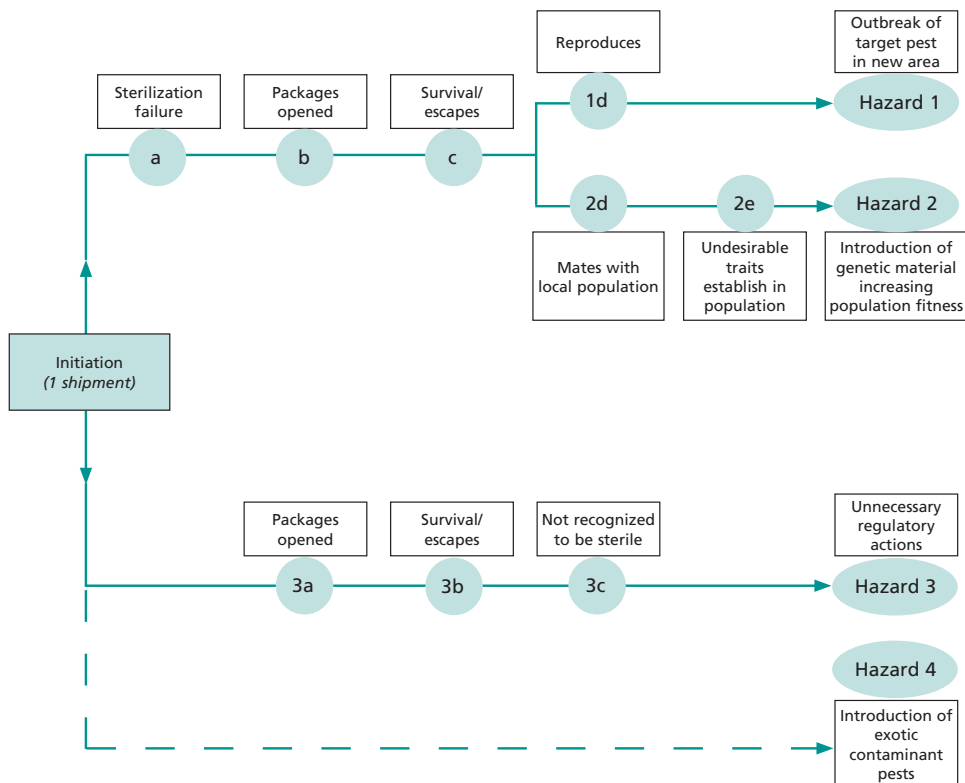 Reproduces
Outbreak of
target pest
in new area
Sterilization
failure
Packages
opened
Survival/
escapes
1d
Hazard 1
a
b
c
2d
2e
Hazard 2
Mates with
local population
Undesirable
traits
establish in
population
Introduction of
genetic material
increasing
population fitness
Initiation
(1 shipment)
Packages
opened
Survival/
escapes
Not recognized
to be sterile
Unnecessary
regulatory
actions
3a
3b
3c
Hazard 3
Hazard 4
Introduction of
exotic
contaminant
pests